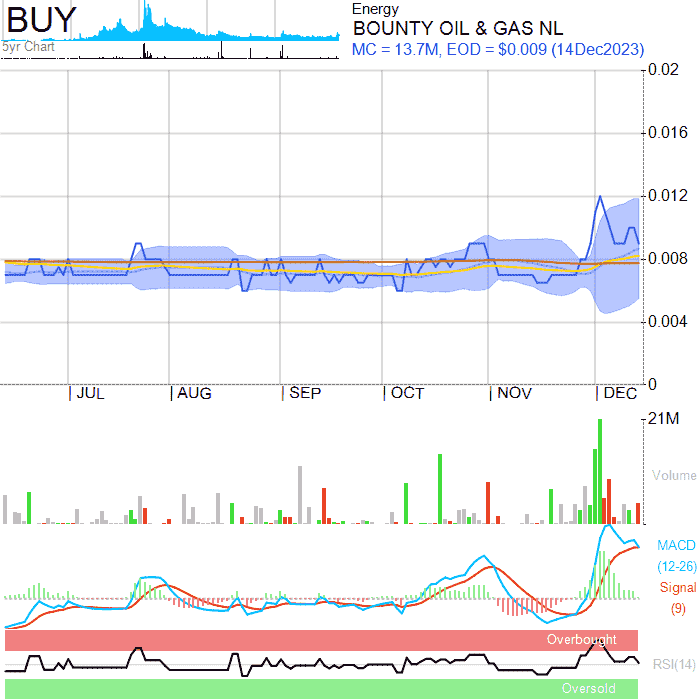 BUY
5yr Chart
Energy
BOUNTY OIL & GAS NL
MC = 13.7M, EOD = $0.009 (14Dec2023)
0.02
0.016
0.012
0.008
0.004
0
JUL AUG SEP OCT NOV DEC
21M
Volume
MACD
(12-26)
Signal
(9)
Overbought
RSI(14)
Oversold